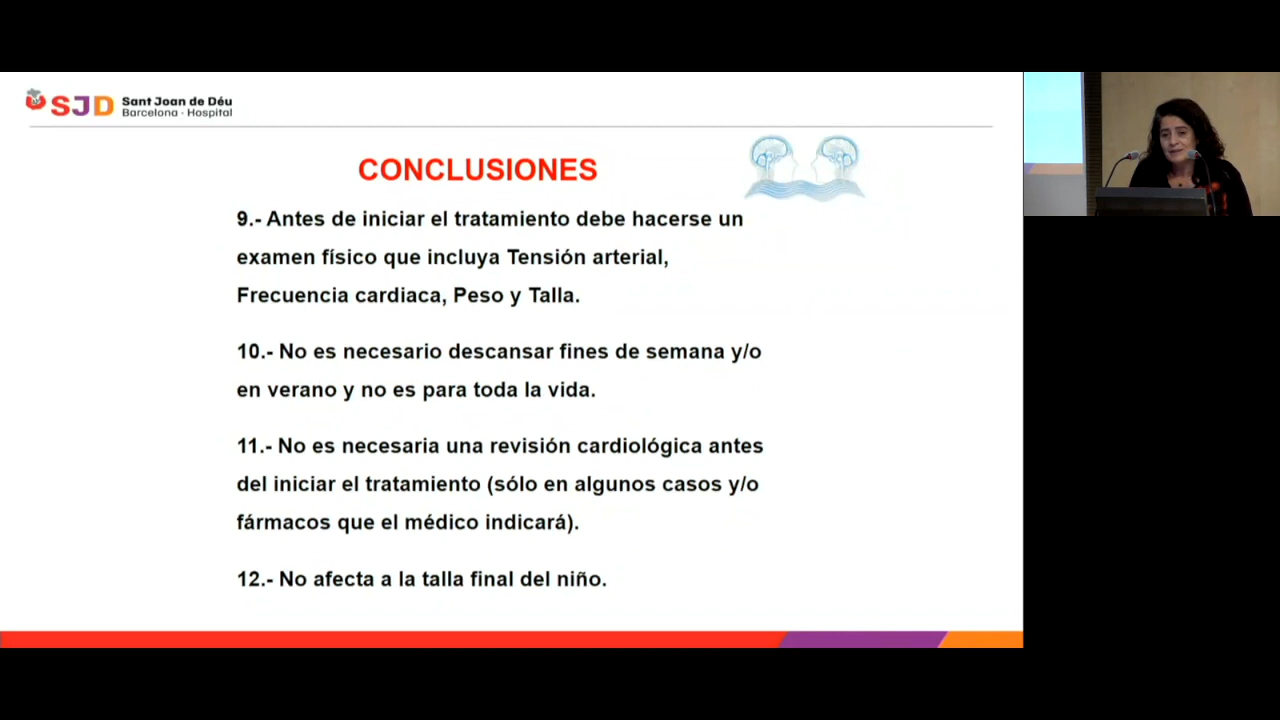 SJD Sant Joan de Déu
Barcelona - Hospital
CONCLUSIONES
9.- Antes de iniciar el tratamiento debe hacerse un
examen físico que incluya Tensión arterial,
Frecuencia cardiaca, Peso y Talla.
10.- No es necesario descansar fines de semana y/o
en verano y no es para toda la vida.
11.- No es necesaria una revisión cardiológica antes
del iniciar el tratamiento (sólo en algunos casos y/o
fármacos que el médico indicará).
12.- No afecta a la talla final del niño.